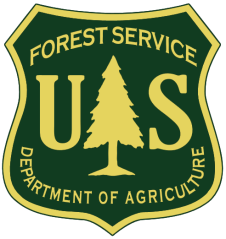 FOREST SERVICE
U S
DEPARTMENT OF AGRICULTURE